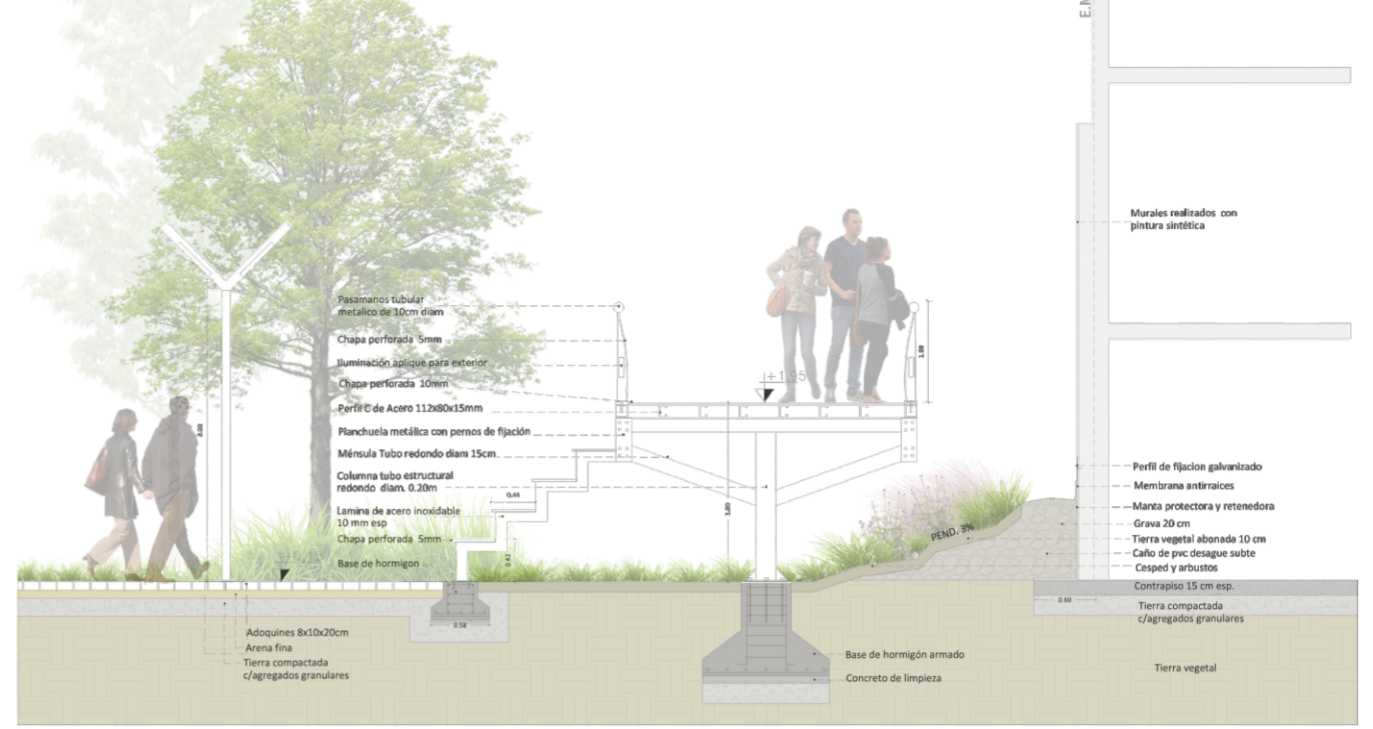 E.M
Murales realizados con
pintura sintética
Pasamanos tubular
metalico de 10cm diam
Chapa perforada 5mm
Iluminación aplique para exterior
Chapa perforada 10mm
Perfil C de Acero 112x80x15mm
Planchuela metálica con pernos de fijación
Ménsula Tubo redondo diam 15cm
Columna tubo estructural
redondo diam. 0.20m
Lamina de acero inoxidable
10 mm esp
Chapa perforada 5mm
Base de hormigon
+1.95
1.00
3.00
0.44
1.80
0.42
PEND. 3%
Perfil de fijacion galvanizado
Membrana antirraices
Manta protectora y retenedora
Grava 20 cm
Tierra vegetal abonada 10 cm
Caño de pvc desague subte
Cesped y arbustos
Contrapiso 15 cm esp.
0.60
Tierra compactada
c/agregados granulares
0.58
Adoquines 8x10x20cm
Arena fina
Tierra compactada
c/agregados granulares
Base de hormigón armado
Concreto de limpieza
Tierra vegetal